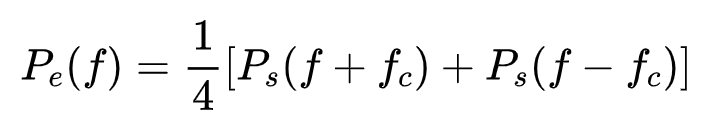 $P_e(f) = \frac{1}{4}[P_s(f + f_c) + P_s(f - f_c)]$